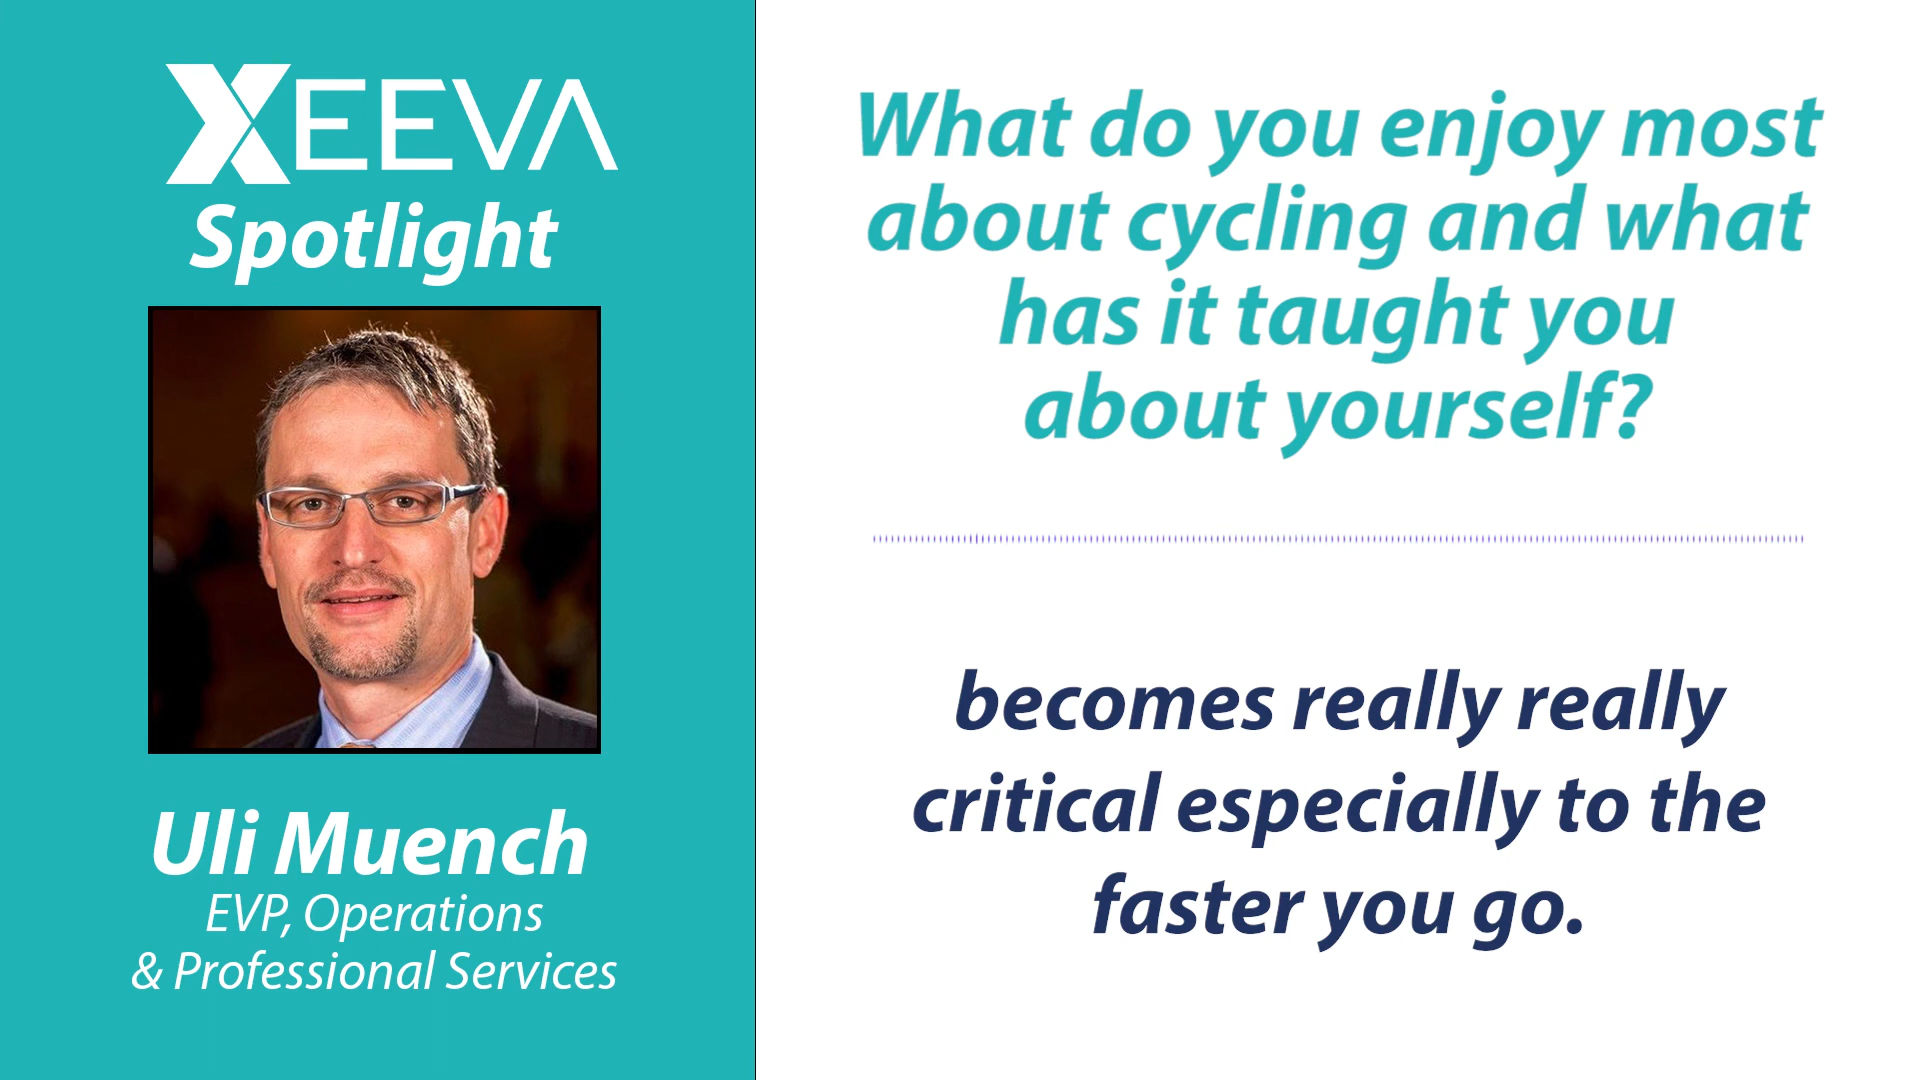 XEEVA
Spotlight
Uli Muench
EVP, Operations
& Professional Services
What do you enjoy most
about cycling and what
has it taught you
about yourself?
becomes really really
critical especially to the
faster you go.